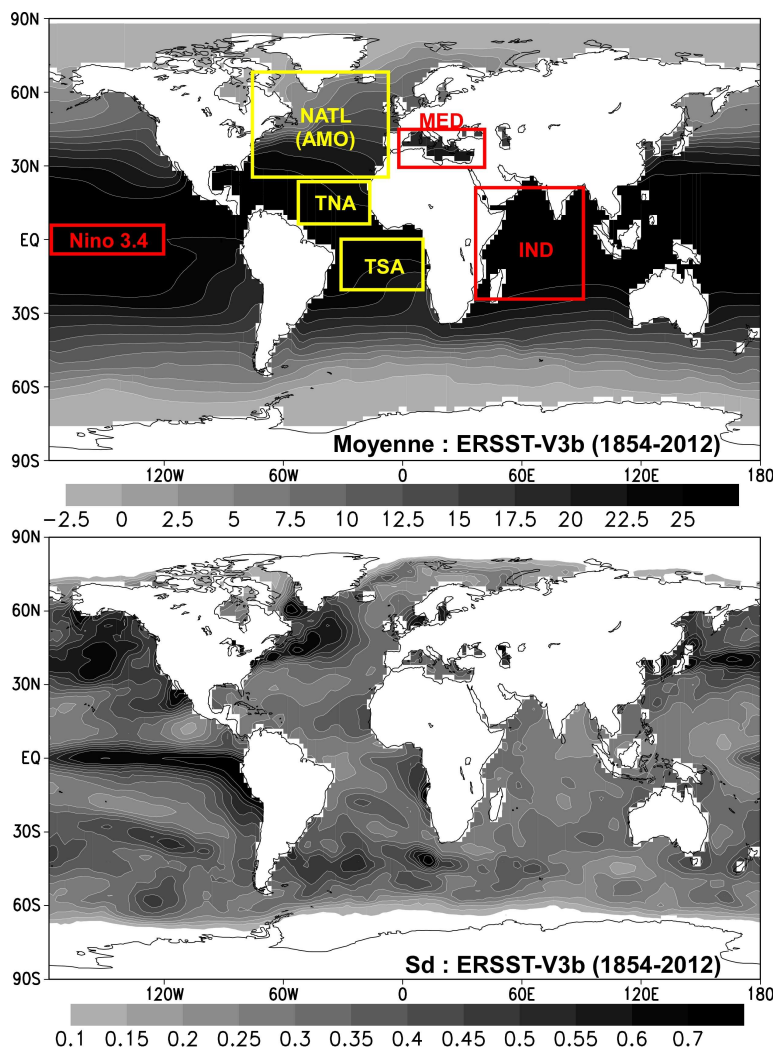 90N
60N
30N
EQ
30S
60S
90S
NATL
(AMO)
MED
TNA
Nino 3.4
TSA
IND
Moyenne : ERSST-V3b (1854-2012)
120W 60W 0 60E 120E 180
−2.5 0 2.5 5 7.5 10 12.5 15 17.5 20 22.5 25
90N
60N
30N
EQ
30S
60S
90S
Sd : ERSST-V3b (1854-2012)
120W 60W 0 60E 120E 180
0.1 0.15 0.2 0.25 0.3 0.35 0.4 0.45 0.5 0.55 0.6 0.7